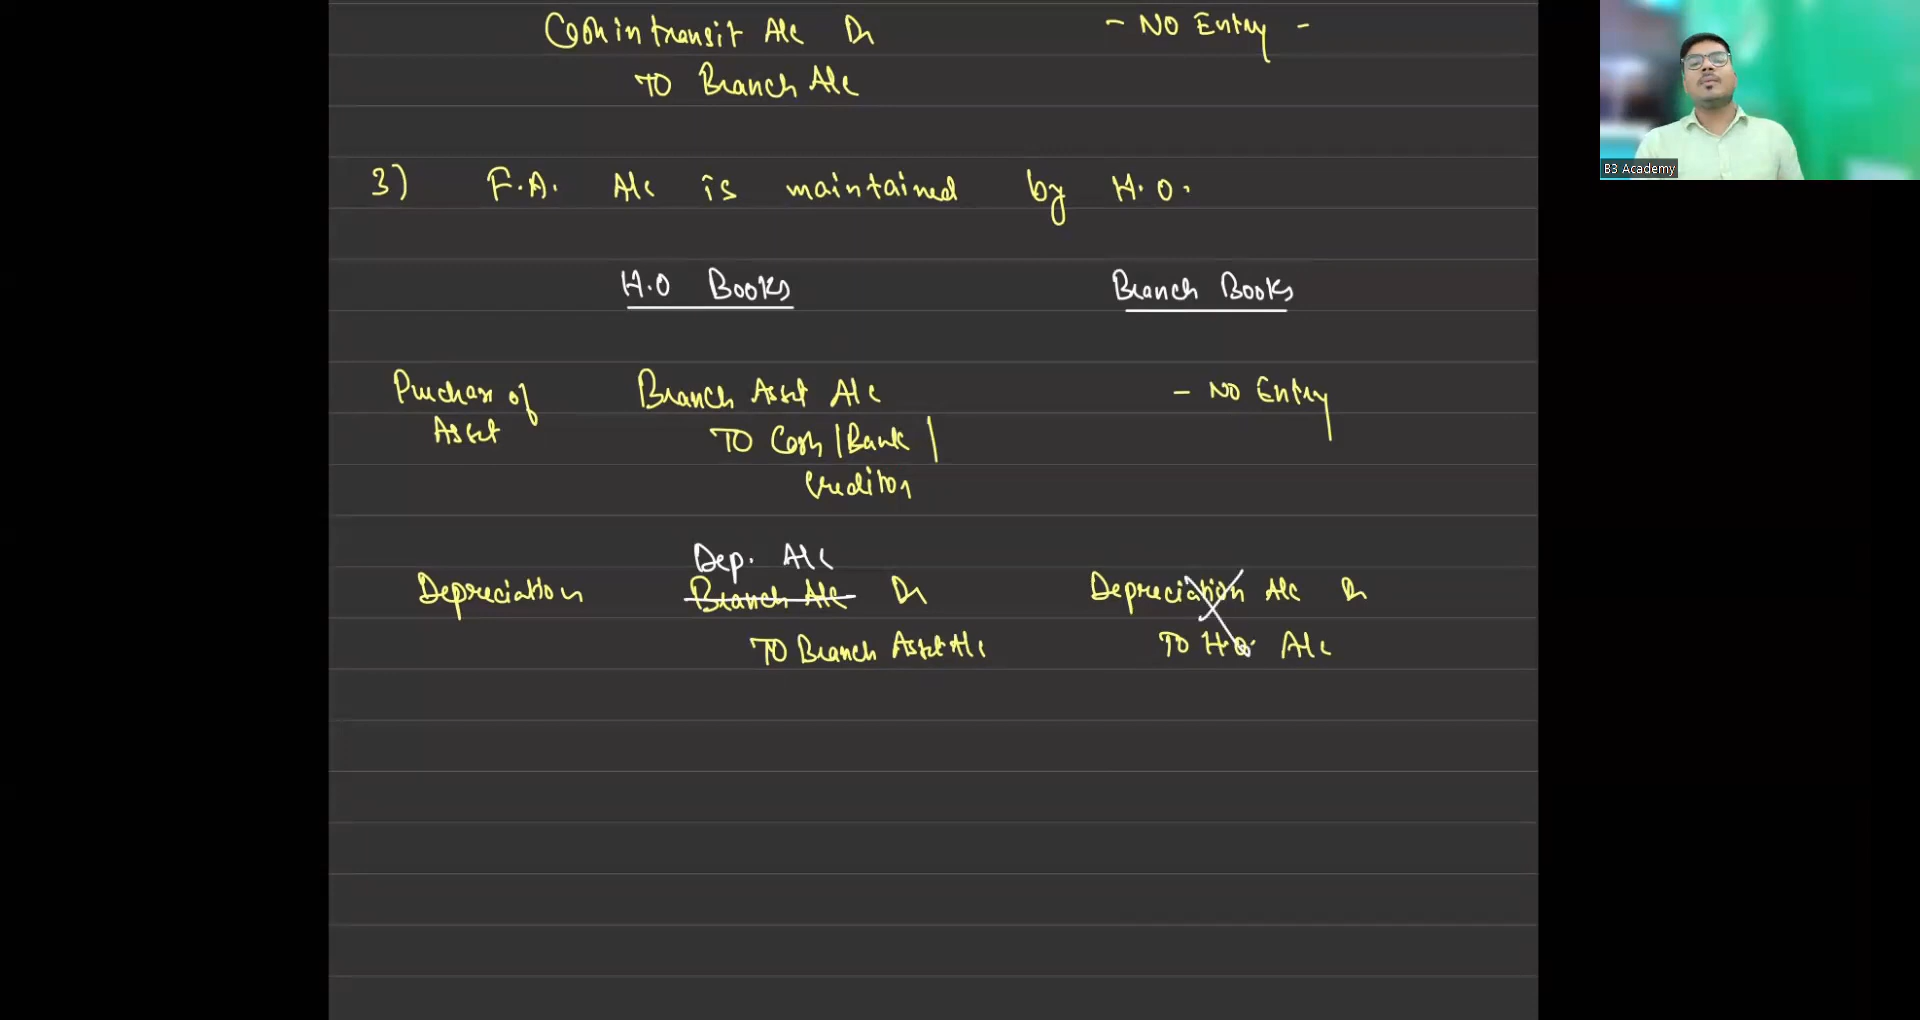 Cash in transit A/c Dr
- No Entry -
To Branch A/c
B3 Academy
3) F.A. A/c is maintained by H.O.
H.O Books
Branch Books
Purchase of
Asset
Branch Asset A/c
- No Entry
To Cash | Bank |
Creditor
Dep. A/c
Depreciation
Branch A/c Dr
Depreciation A/c Dr
To Branch Asset A/c
To H.O. A/c